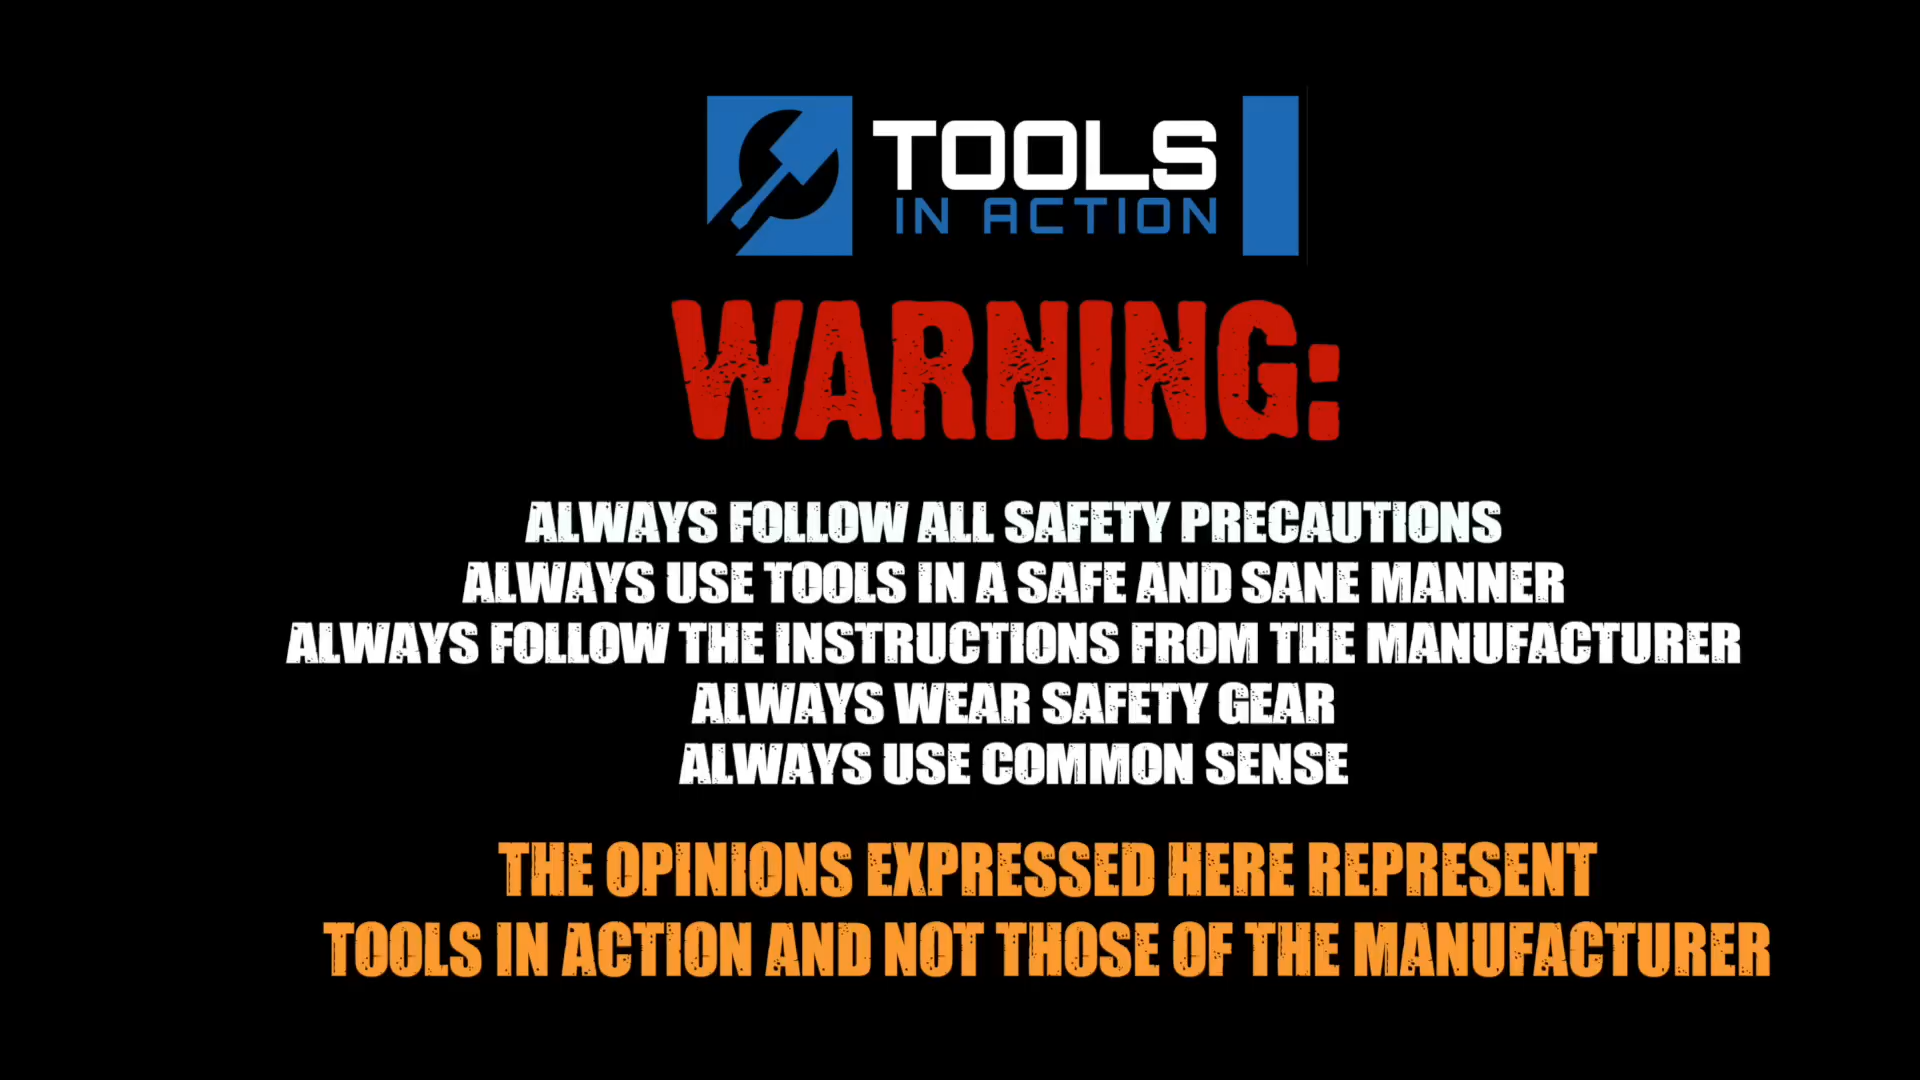 TOOLS
IN ACTION
WARNING:
ALWAYS FOLLOW ALL SAFETY PRECAUTIONS
ALWAYS USE TOOLS IN A SAFE AND SANE MANNER
ALWAYS FOLLOW THE INSTRUCTIONS FROM THE MANUFACTURER
ALWAYS WEAR SAFETY GEAR
ALWAYS USE COMMON SENSE
THE OPINIONS EXPRESSED HERE REPRESENT
TOOLS IN ACTION AND NOT THOSE OF THE MANUFACTURER